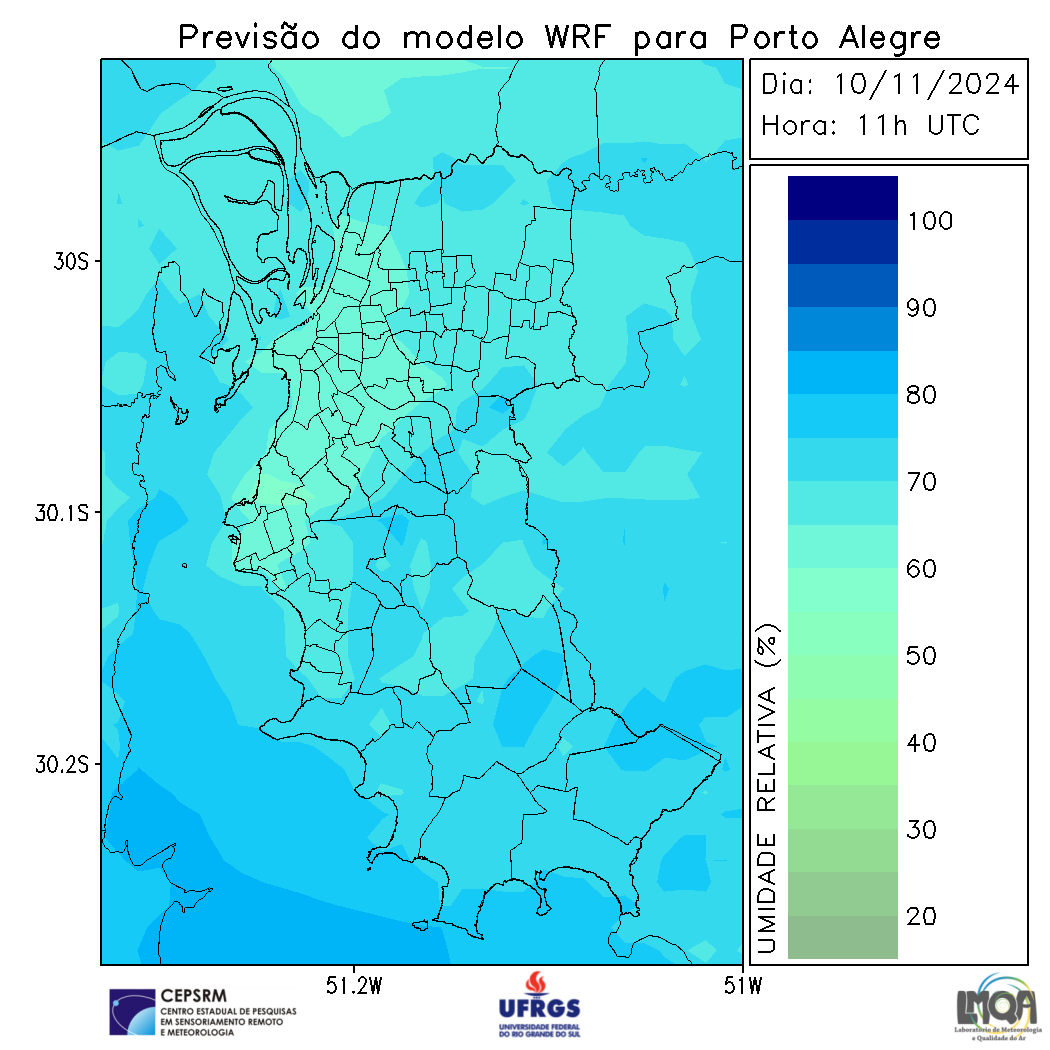 Previsão do modelo WRF para Porto Alegre
Dia: 10/11/2024
Hora: 11h UTC
30S
30.1S
30.2S
51.2W
51W
100
90
80
70
60
50
40
30
20
UMIDADE RELATIVA (%)
CEPSRM
CENTRO ESTADUAL DE PESQUISAS
EM SENSORIAMENTO REMOTO
E METEOROLOGIA
UFRGS
UNIVERSIDADE FEDERAL
DO RIO GRANDE DO SUL
LMQA
Laboratório de Meteorologia
e Qualidade do Ar